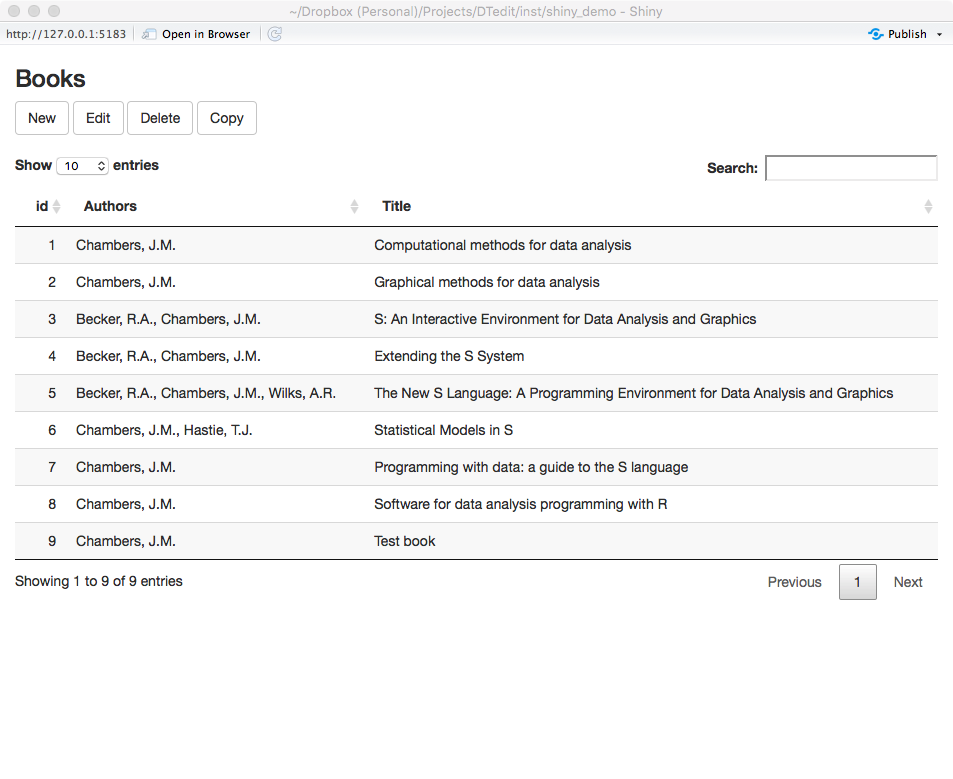 ~/Dropbox (Personal)/Projects/DTedit/inst/shiny_demo - Shiny
http://127.0.0.1:5183 Open in Browser Publish
Books
New Edit Delete Copy
Show 10 entries Search:
id Authors Title
1 Chambers, J.M. Computational methods for data analysis
2 Chambers, J.M. Graphical methods for data analysis
3 Becker, R.A., Chambers, J.M. S: An Interactive Environment for Data Analysis and Graphics
4 Becker, R.A., Chambers, J.M. Extending the S System
5 Becker, R.A., Chambers, J.M., Wilks, A.R. The New S Language: A Programming Environment for Data Analysis and Graphics
6 Chambers, J.M., Hastie, T.J. Statistical Models in S
7 Chambers, J.M. Programming with data: a guide to the S language
8 Chambers, J.M. Software for data analysis programming with R
9 Chambers, J.M. Test book
Showing 1 to 9 of 9 entries Previous 1 Next